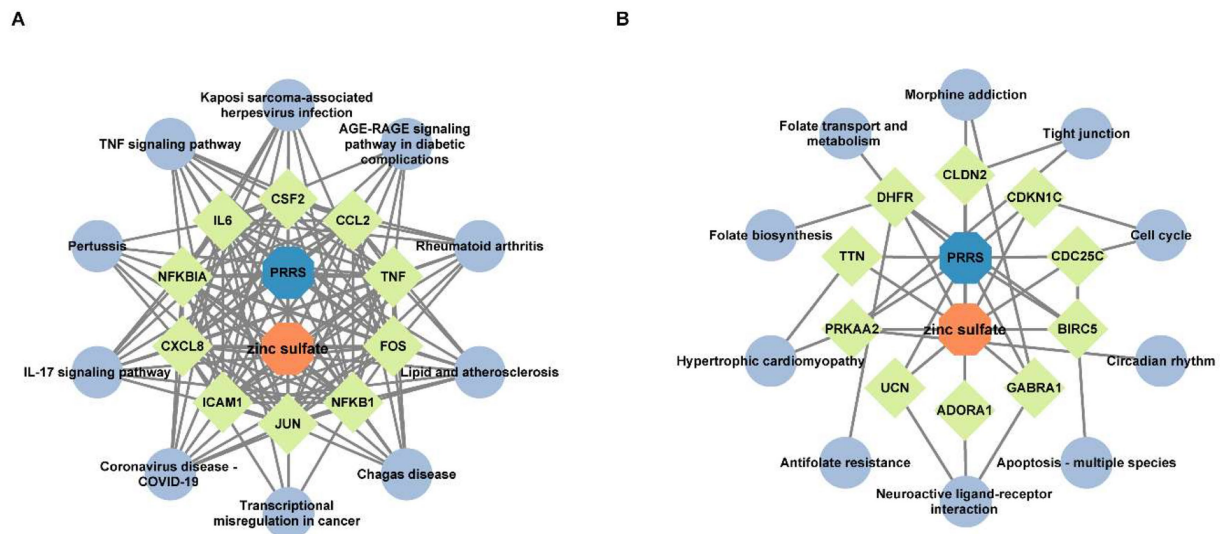 A
Kaposi sarcoma-associated
herpesvirus infection
AGE-RAGE signaling
pathway in diabetic
complications
TNF signaling pathway
CSF2
IL6
CCL2
Pertussis
Rheumatoid arthritis
NFKBIA
PRRS
TNF
CXCL8
zinc sulfate
FOS
IL-17 signaling pathway
Lipid and atherosclerosis
ICAM1
NFKB1
JUN
Coronavirus disease -
COVID-19
Chagas disease
Transcriptional
misregulation in cancer
B
Morphine addiction
Folate transport and
metabolism
Tight junction
CLDN2
DHFR
CDKN1C
Folate biosynthesis
Cell cycle
TTN
PRRS
CDC25C
PRKAA2
zinc sulfate
BIRC5
Hypertrophic cardiomyopathy
Circadian rhythm
UCN
GABRA1
ADORA1
Antifolate resistance
Apoptosis - multiple species
Neuroactive ligand-receptor
interaction